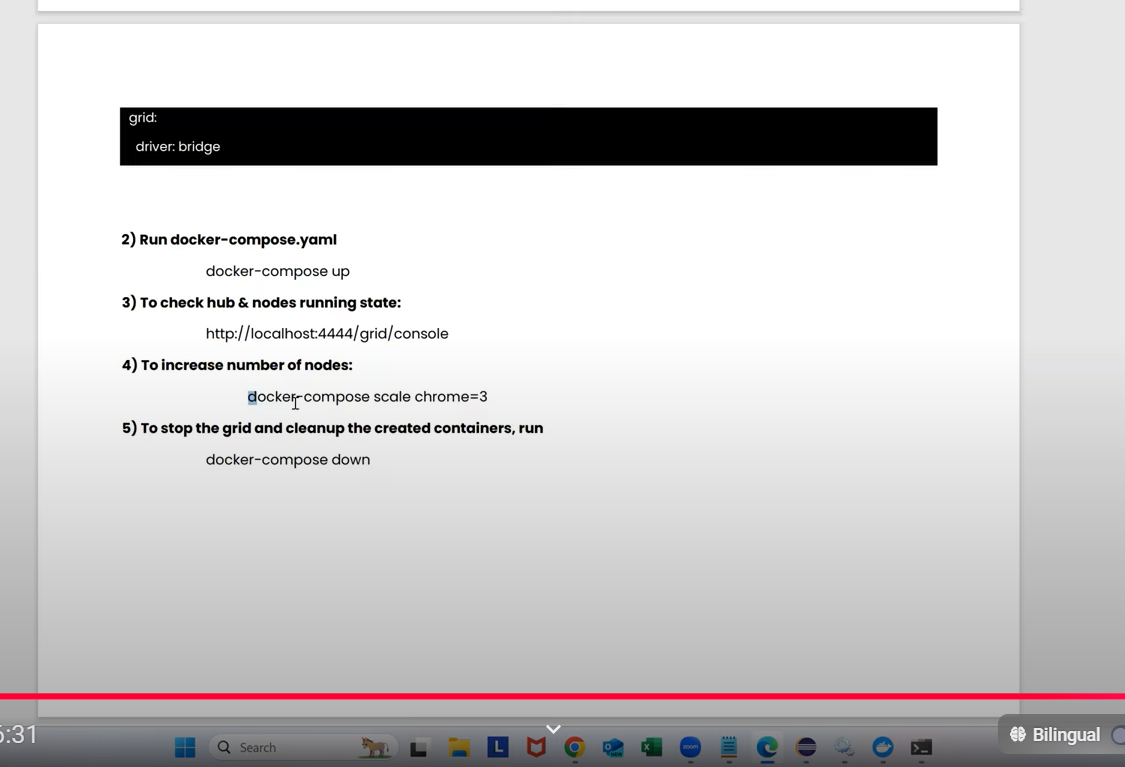 grid:
driver: bridge
2) Run docker-compose.yaml
docker-compose up
3) To check hub & nodes running state:
http://localhost:4444/grid/console
4) To increase number of nodes:
docker-compose scale chrome=3
5) To stop the grid and cleanup the created containers, run
docker-compose down
:31
Bilingual
Search
L
zoom